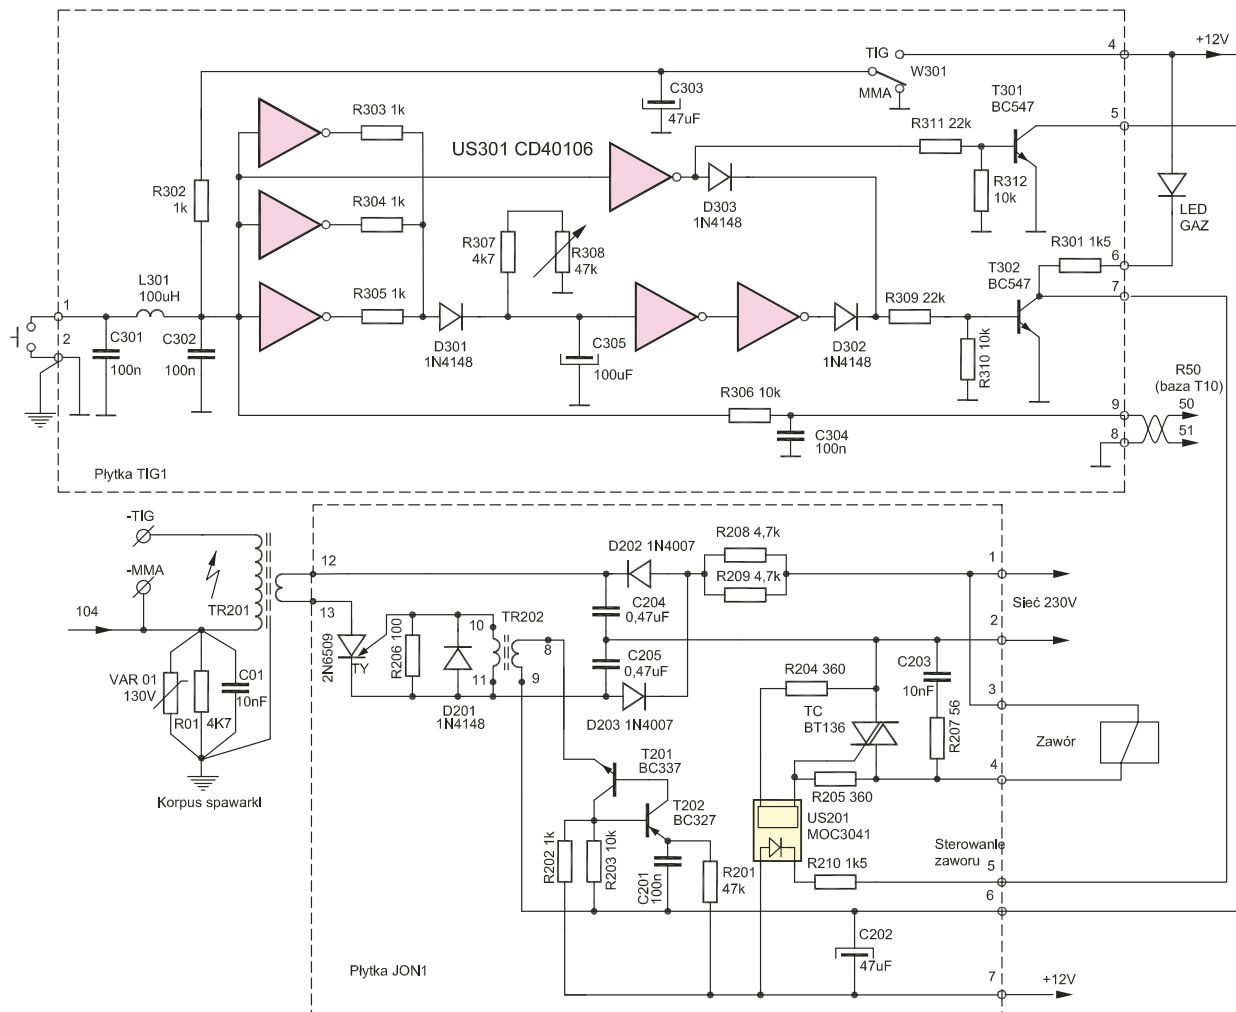 TIG
4
+12V
W301
MMA
C303
47uF
T301
BC547
5
R303 1k
R311 22k
US301 CD40106
R302
1k
R312
10k
D303
1N4148
LED
GAZ
R304 1k
R307
4k7
R308
47k
R301 1k5
6
T302
BC547
7
L301
100uH
R305 1k
R309 22k
1
2
C301
100n
C302
100n
D301
1N4148
C305
100uF
D302
1N4148
R310 10k
R50
(baza T10)
R306 10k
9
50
C304
100n
8
51
Płytka TIG1
-TIG
R208 4,7k
D202 1N4007
12
1
-MMA
R209 4,7k
TR201
C204
0,47uF
Sieć 230V
104
13
10
TR202
2
2N6509
TY
R206 100
8
C205
0,47uF
R204 360
C203
10nF
VAR 01
130V
C01
10nF
11
9
3
R01
4K7
D201
1N4148
D203 1N4007
TC
BT136
R207 56
Zawór
4
Korpus spawarki
T201
BC337
R205 360
T202
BC327
US201
MOC3041
R202 1k
R203 10k
C201
100n
R201
47k
Sterowanie
zaworu
R210 1k5
5
6
C202
47uF
Płytka JON1
7
+12V